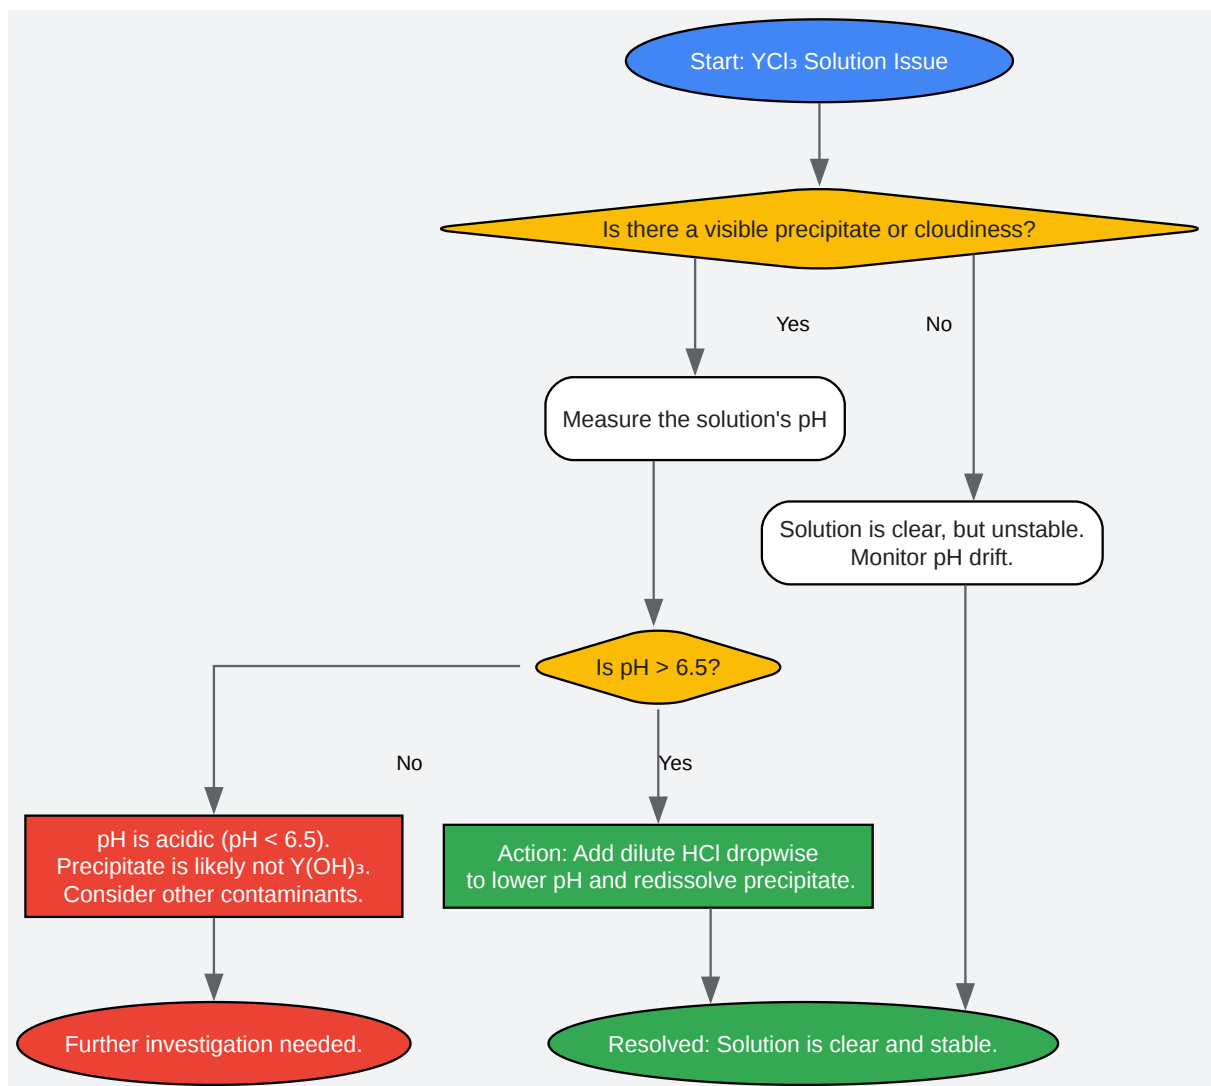 Start: YCl₃ Solution Issue
Is there a visible precipitate or cloudiness?
Yes
No
Measure the solution's pH
Solution is clear, but unstable.
Monitor pH drift.
Is pH > 6.5?
No
Yes
pH is acidic (pH < 6.5).
Precipitate is likely not Y(OH)₃.
Consider other contaminants.
Action: Add dilute HCl dropwise
to lower pH and redissolve precipitate.
Further investigation needed.
Resolved: Solution is clear and stable.